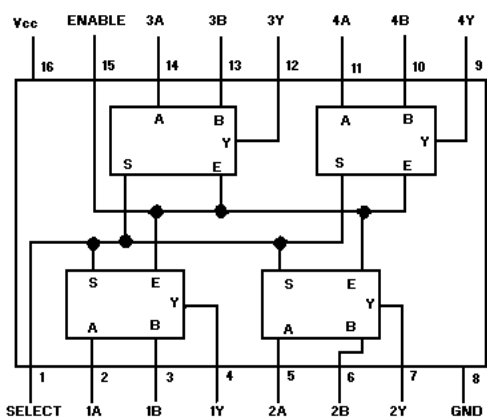 Vcc ENABLE 3A 3B 3Y 4A 4B 4Y
16 15 14 13 12 11 10 9
A B Y S E
A B Y S E
S E Y A B
S E Y A B
1 2 3 4 5 6 7 8
SELECT 1A 1B 1Y 2A 2B 2Y GND